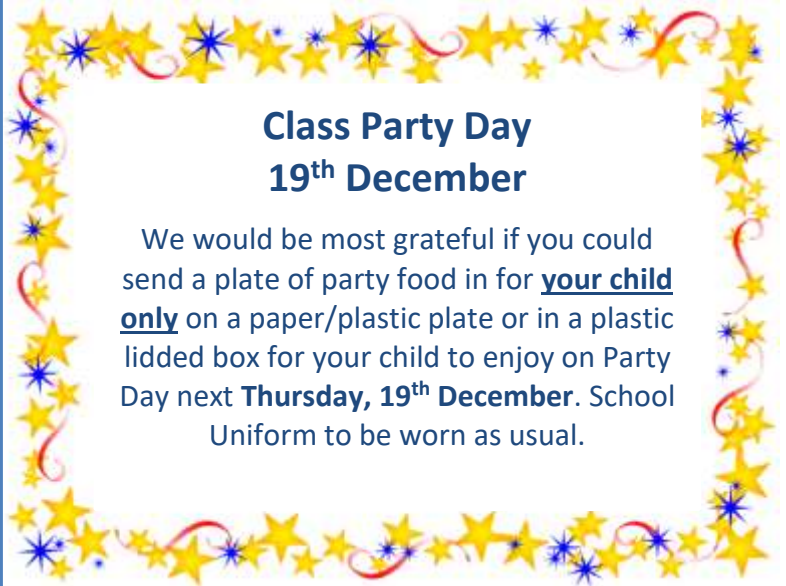 Class Party Day
19th December
We would be most grateful if you could
send a plate of party food in for your child
only on a paper/plastic plate or in a plastic
lidded box for your child to enjoy on Party
Day next Thursday, 19th December. School
Uniform to be worn as usual.